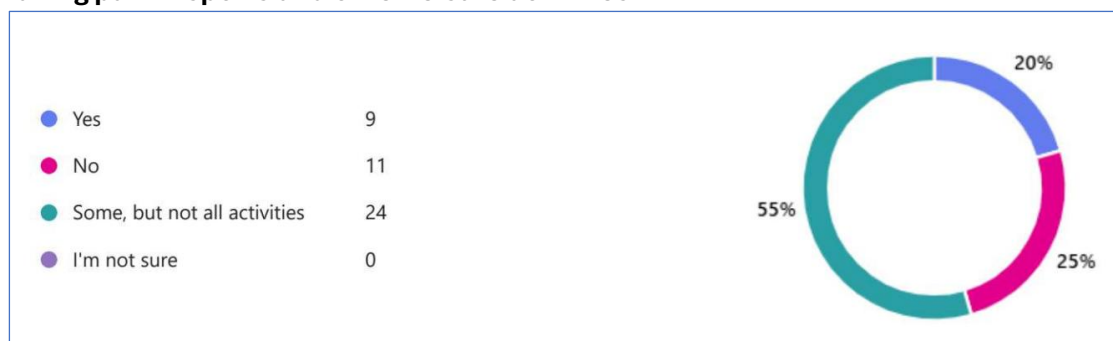 Yes 9
No 11
Some, but not all activities 24
I'm not sure 0
20%
55%
25%